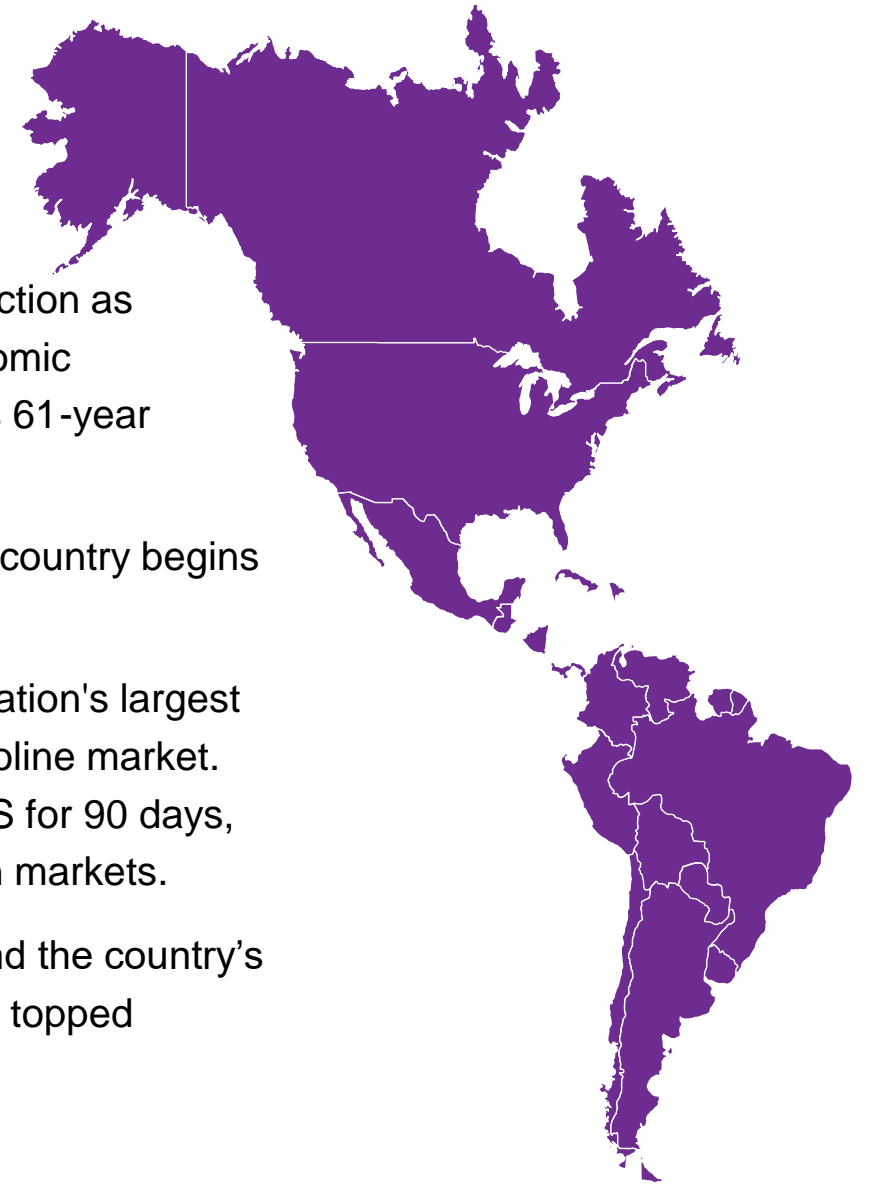 ction as
omic
61-year
country begins
ation's largest
oline market.
S for 90 days,
markets.
nd the country’s
topped